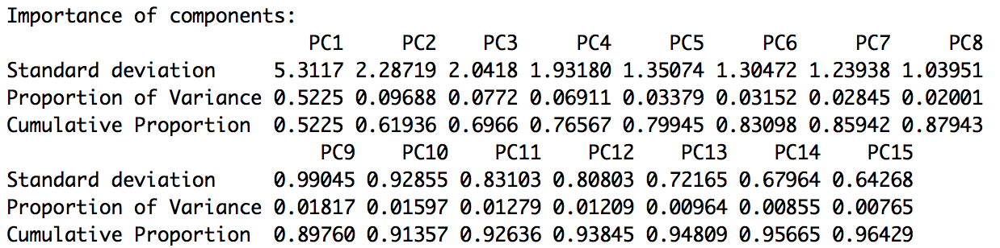 Importance of components:
PC1 PC2 PC3 PC4 PC5 PC6 PC7 PC8
Standard deviation 5.3117 2.28719 2.0418 1.93180 1.35074 1.30472 1.23938 1.03951
Proportion of Variance 0.5225 0.09688 0.0772 0.06911 0.03379 0.03152 0.02845 0.02001
Cumulative Proportion 0.5225 0.61936 0.6966 0.76567 0.79945 0.83098 0.85942 0.87943
PC9 PC10 PC11 PC12 PC13 PC14 PC15
Standard deviation 0.99045 0.92855 0.83103 0.80803 0.72165 0.67964 0.64268
Proportion of Variance 0.01817 0.01597 0.01279 0.01209 0.00964 0.00855 0.00765
Cumulative Proportion 0.89760 0.91357 0.92636 0.93845 0.94809 0.95665 0.96429